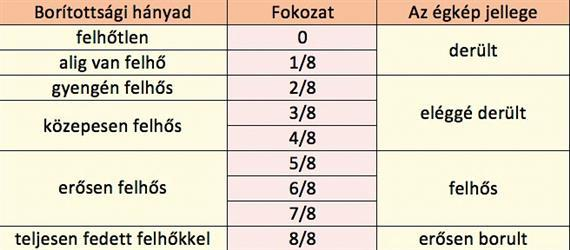 Borítottsági hányad Fokozat Az égkép jellege
felhőtlen 0 derült
alig van felhő 1/8
gyengén felhős 2/8 eléggé derült
közepesen felhős 3/8
4/8
erősen felhős 5/8 felhős
6/8
7/8
teljesen fedett felhőkkel 8/8 erősen borult